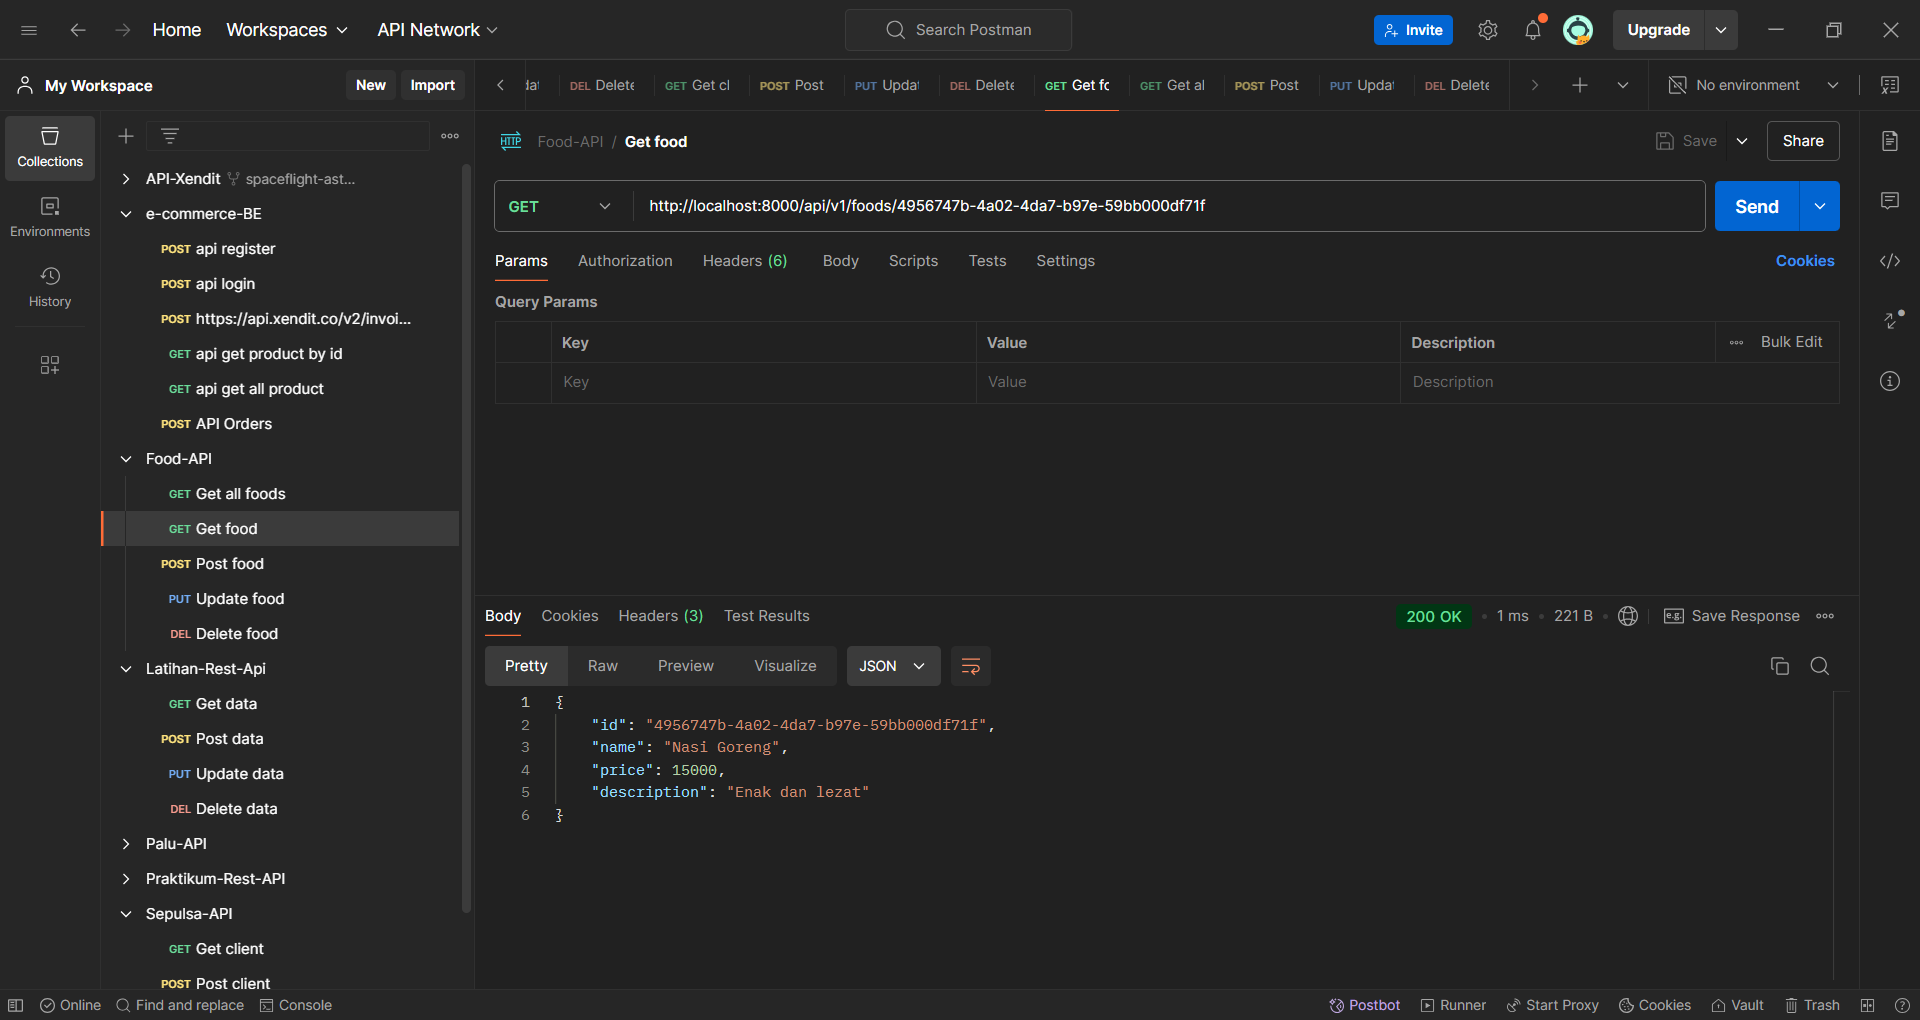 Home Workspaces API Network Search Postman Invite Upgrade
My Workspace New Import
DEL Delete GET Get cl POST Post PUT Updat DEL Delete GET Get fo GET Get al POST Post PUT Updat DEL Delete No environment
Collections
Environments
History
API-Xendit spaceflight-ast...
e-commerce-BE
POST api register
POST api login
POST https://api.xendit.co/v2/invoi...
GET api get product by id
GET api get all product
POST API Orders
Food-API
GET Get all foods
GET Get food
POST Post food
PUT Update food
DEL Delete food
Latihan-Rest-Api
GET Get data
POST Post data
PUT Update data
DEL Delete data
Palu-API
Praktikum-Rest-API
Sepulsa-API
GET Get client
POST Post client
HTTP Food-API / Get food Save Share
GET http://localhost:8000/api/v1/foods/4956747b-4a02-4da7-b97e-59bb000df71f Send
Params Authorization Headers (6) Body Scripts Tests Settings Cookies
Query Params
Key Value Description Bulk Edit
Key Value Description
Body Cookies Headers (3) Test Results 200 OK 1 ms 221 B e.g. Save Response
Pretty Raw Preview Visualize JSON
1 {
2 "id": "4956747b-4a02-4da7-b97e-59bb000df71f",
3 "name": "Nasi Goreng",
4 "price": 15000,
5 "description": "Enak dan lezat"
6 }
Online Find and replace Console Postbot Runner Start Proxy Cookies Vault Trash